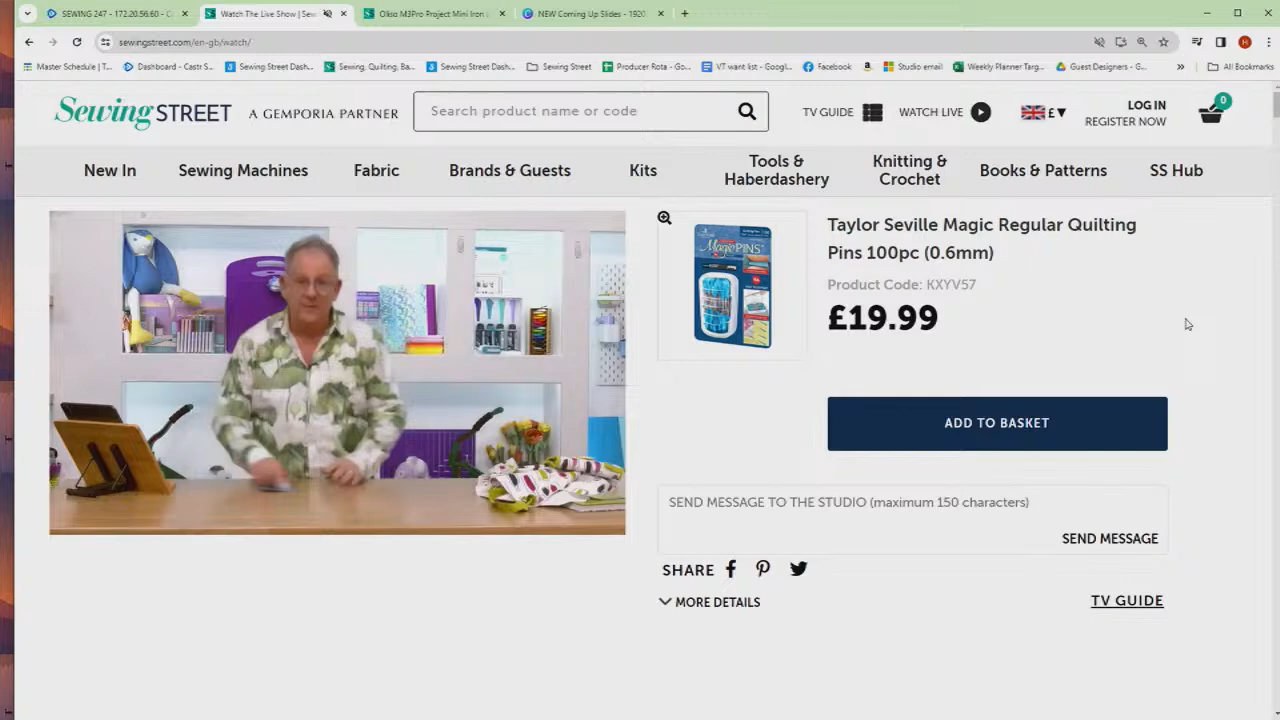 SEWING 247 - 172.20.56.60 - C
Watch The Live Show | Sew
Okso M3Pro Project Mini Iron |
NEW Coming Up Slides - 1920
sewingstreet.com/en-gb/watch/
Master Schedule | T...
Dashboard - Castr S...
Sewing Street Dash...
Sewing, Quilting, Ba...
Sewing Street Dash...
Sewing Street
Producer Rota - Go...
VT want list - Googl...
Facebook
Studio email
Weekly Planner Targ...
Guest Designers - G...
All Bookmarks
Sewing STREET
A GEMPORIA PARTNER
Search product name or code
TV GUIDE
WATCH LIVE
£
LOG IN
REGISTER NOW
0
New In
Sewing Machines
Fabric
Brands & Guests
Kits
Tools &
Haberdashery
Knitting &
Crochet
Books & Patterns
SS Hub
MagicPINS
Taylor Seville Magic Regular Quilting
Pins 100pc (0.6mm)
Product Code: KXYV57
£19.99
ADD TO BASKET
SEND MESSAGE TO THE STUDIO (maximum 150 characters)
SEND MESSAGE
SHARE
MORE DETAILS
TV GUIDE